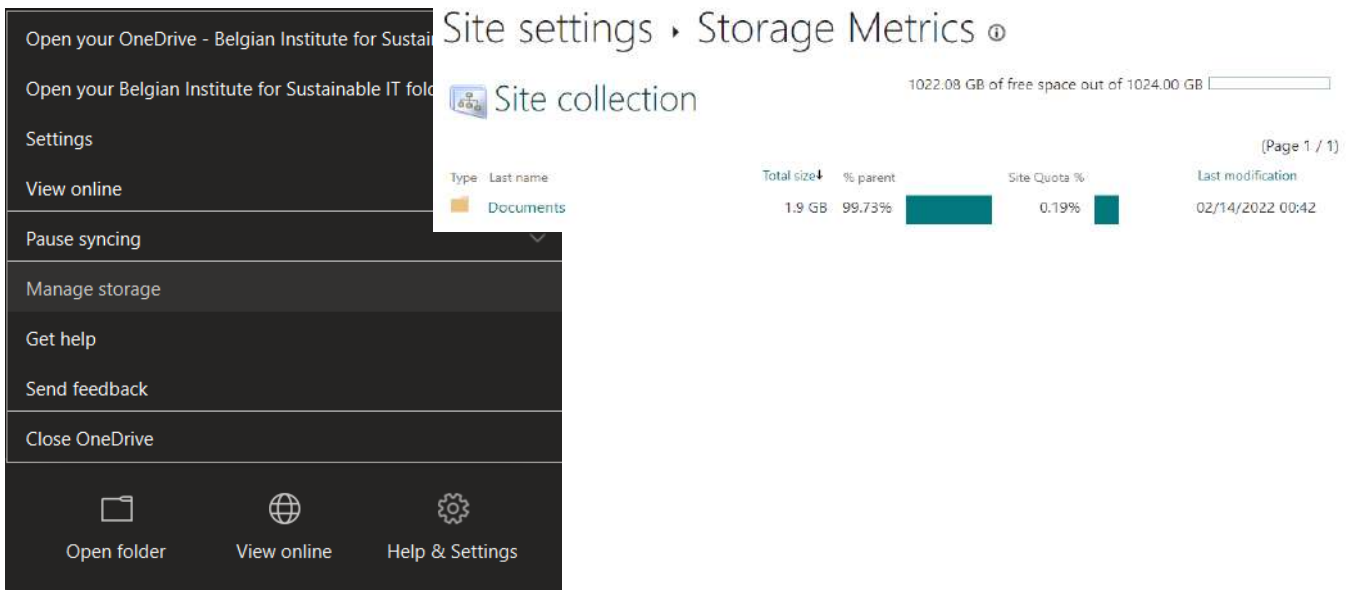 Open your OneDrive - Belgian Institute for Sustai
Open your Belgian Institute for Sustainable IT fol
Settings
View online
Pause syncing
Manage storage
Get help
Send feedback
Close OneDrive
Open folder View online Help & Settings
Site settings › Storage Metrics
Site collection
1022.08 GB of free space out of 1024.00 GB
(Page 1 / 1)
Type Last name Total size↓ % parent Site Quota % Last modification
Documents 1.9 GB 99.73% 0.19% 02/14/2022 00:42